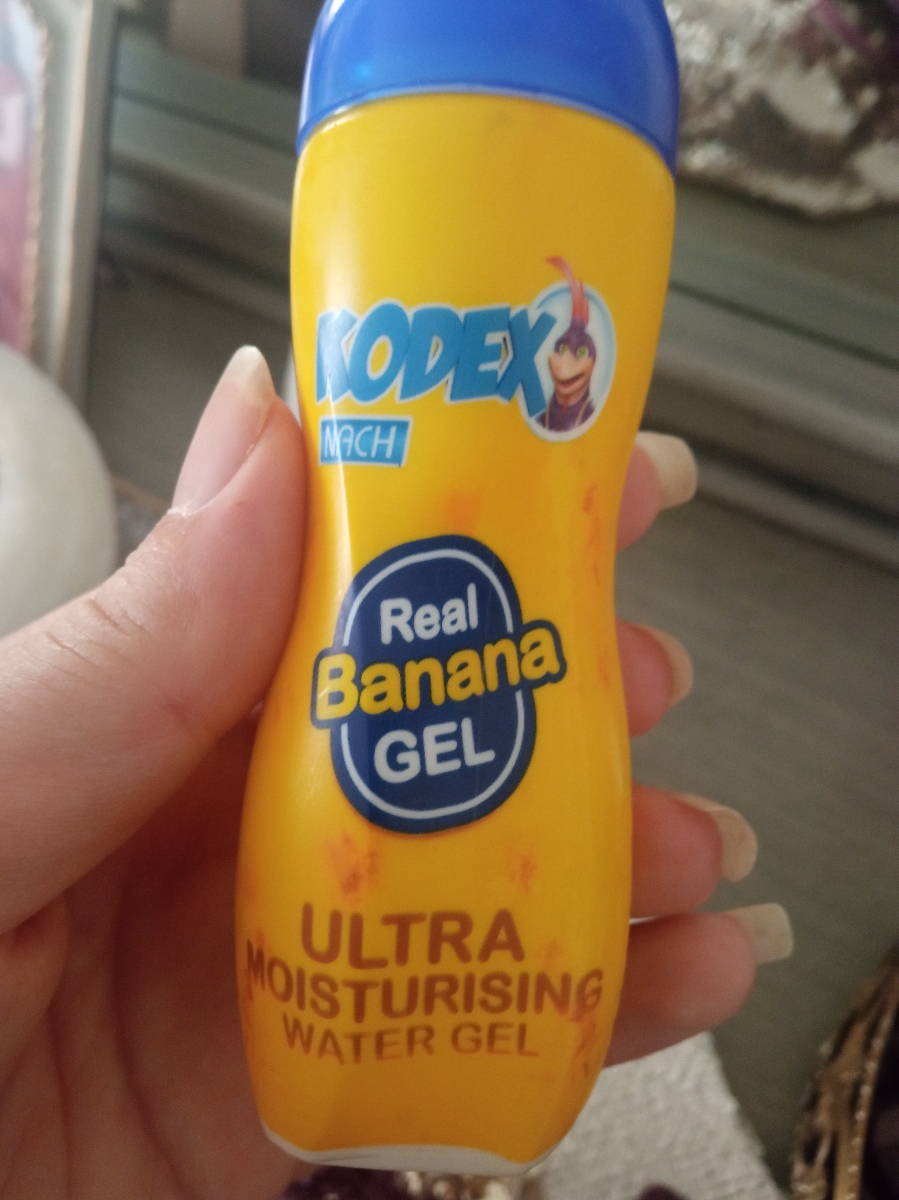 KODEX
NACH
Real
Banana
GEL
ULTRA
MOISTURISING
WATER GEL